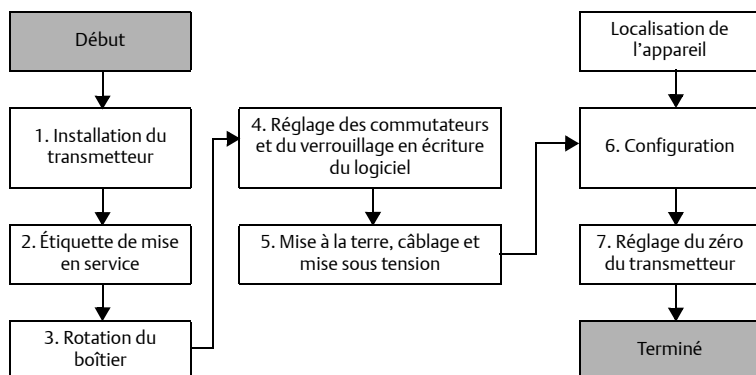 Début
1. Installation du
transmetteur
2. Étiquette de mise
en service
3. Rotation du
boîtier
4. Réglage des commutateurs
et du verrouillage en écriture
du logiciel
5. Mise à la terre, câblage et
mise sous tension
Localisation de
l’appareil
6. Configuration
7. Réglage du zéro
du transmetteur
Terminé